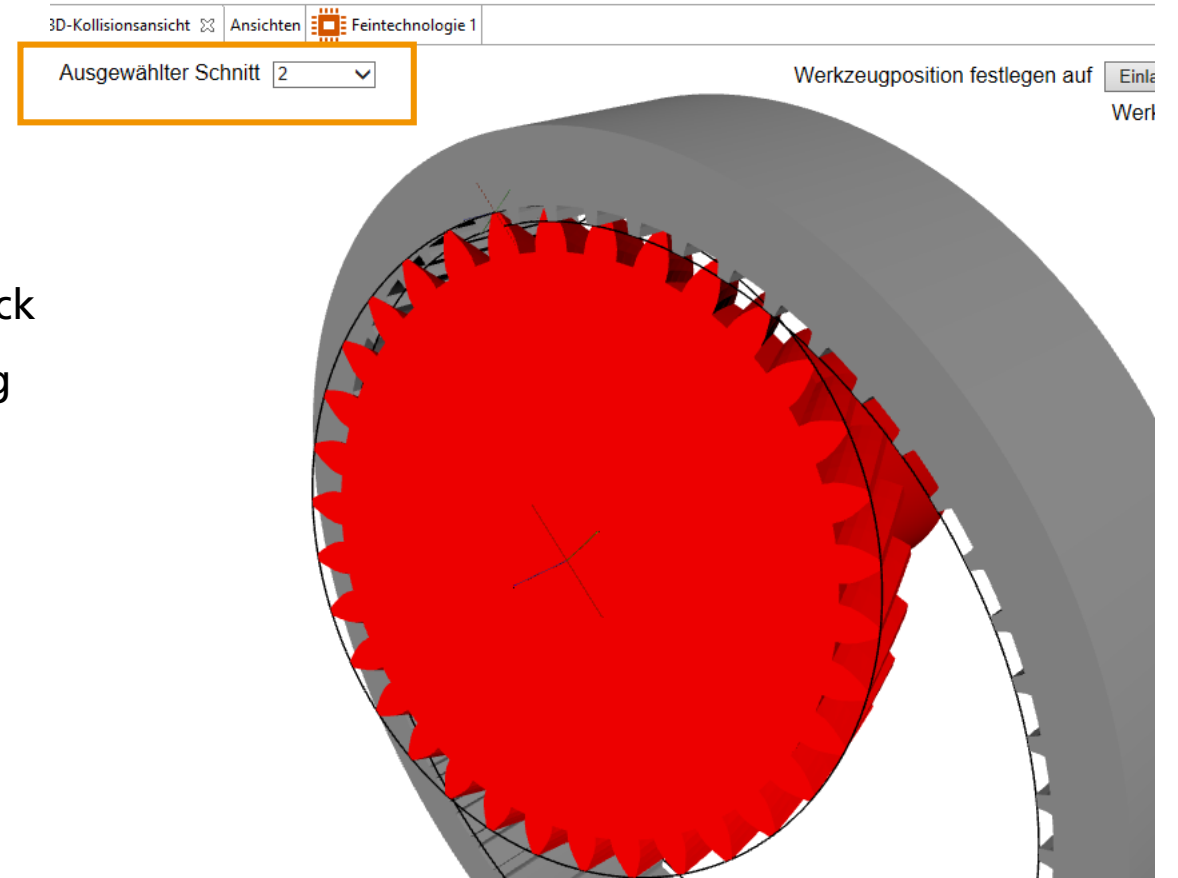 3D-Kollisionsansicht Ansichten Feintechnologie 1
Ausgewählter Schnitt 2 Werkzeugposition festlegen auf